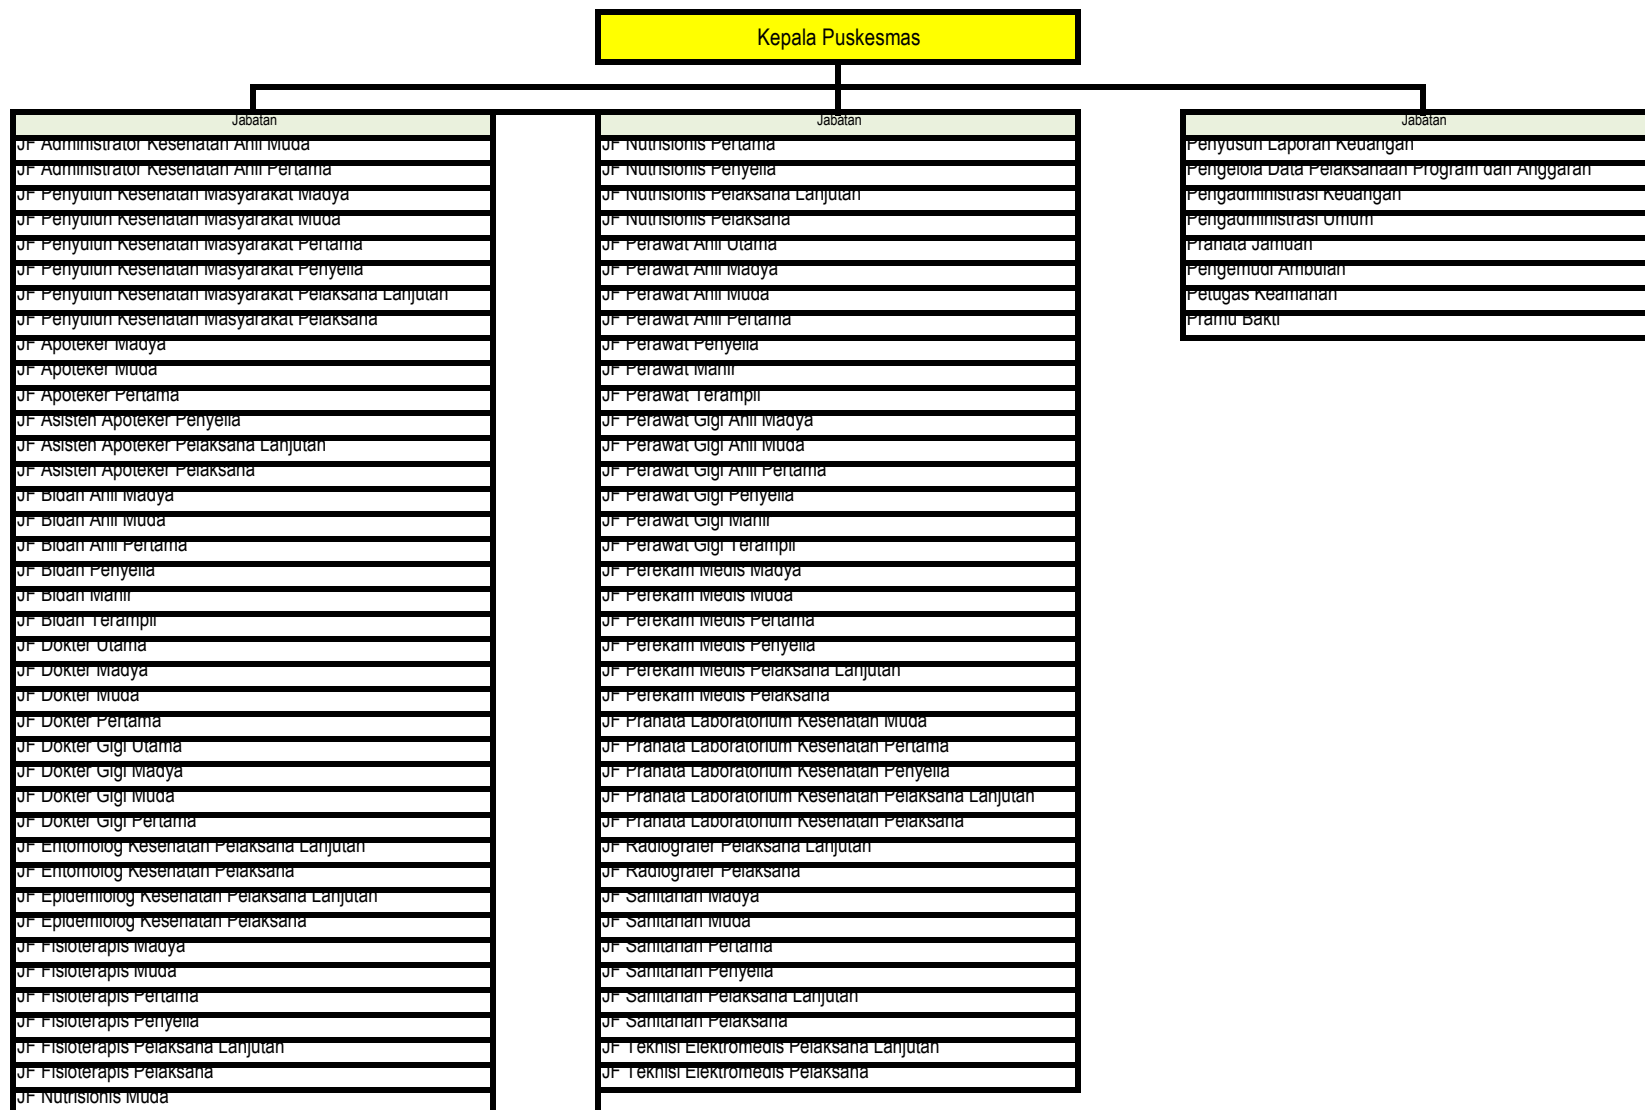 Kepala Puskesmas
Jabatan
JF Administrator Kesehatan Ahli Muda
JF Administrator Kesehatan Ahli Pertama
JF Penyuluh Kesehatan Masyarakat Madya
JF Penyuluh Kesehatan Masyarakat Muda
JF Penyuluh Kesehatan Masyarakat Pertama
JF Penyuluh Kesehatan Masyarakat Penyelia
JF Penyuluh Kesehatan Masyarakat Pelaksana Lanjutan
JF Penyuluh Kesehatan Masyarakat Pelaksana
JF Apoteker Madya
JF Apoteker Muda
JF Apoteker Pertama
JF Asisten Apoteker Penyelia
JF Asisten Apoteker Pelaksana Lanjutan
JF Asisten Apoteker Pelaksana
JF Bidan Ahli Madya
JF Bidan Ahli Muda
JF Bidan Ahli Pertama
JF Bidan Penyelia
JF Bidan Mahir
JF Bidan Terampil
JF Dokter Utama
JF Dokter Madya
JF Dokter Muda
JF Dokter Pertama
JF Dokter Gigi Utama
JF Dokter Gigi Madya
JF Dokter Gigi Muda
JF Dokter Gigi Pertama
JF Entomolog Kesehatan Pelaksana Lanjutan
JF Entomolog Kesehatan Pelaksana
JF Epidemiolog Kesehatan Pelaksana Lanjutan
JF Epidemiolog Kesehatan Pelaksana
JF Fisioterapis Madya
JF Fisioterapis Muda
JF Fisioterapis Pertama
JF Fisioterapis Penyelia
JF Fisioterapis Pelaksana Lanjutan
JF Fisioterapis Pelaksana
JF Nutrisionis Muda
Jabatan
JF Nutrisionis Pertama
JF Nutrisionis Penyelia
JF Nutrisionis Pelaksana Lanjutan
JF Nutrisionis Pelaksana
JF Perawat Ahli Utama
JF Perawat Ahli Madya
JF Perawat Ahli Muda
JF Perawat Ahli Pertama
JF Perawat Penyelia
JF Perawat Mahir
JF Perawat Terampil
JF Perawat Gigi Ahli Madya
JF Perawat Gigi Ahli Muda
JF Perawat Gigi Ahli Pertama
JF Perawat Gigi Penyelia
JF Perawat Gigi Mahir
JF Perawat Gigi Terampil
JF Perekam Medis Madya
JF Perekam Medis Muda
JF Perekam Medis Pertama
JF Perekam Medis Penyelia
JF Perekam Medis Pelaksana Lanjutan
JF Perekam Medis Pelaksana
JF Pranata Laboratorium Kesehatan Muda
JF Pranata Laboratorium Kesehatan Pertama
JF Pranata Laboratorium Kesehatan Penyelia
JF Pranata Laboratorium Kesehatan Pelaksana Lanjutan
JF Pranata Laboratorium Kesehatan Pelaksana
JF Radiografer Pelaksana Lanjutan
JF Radiografer Pelaksana
JF Sanitarian Madya
JF Sanitarian Muda
JF Sanitarian Pertama
JF Sanitarian Penyelia
JF Sanitarian Pelaksana Lanjutan
JF Sanitarian Pelaksana
JF Teknisi Elektromedis Pelaksana Lanjutan
JF Teknisi Elektromedis Pelaksana
Jabatan
Penyusun Laporan Keuangan
Pengelola Data Pelaksanaan Program dan Anggaran
Pengadministrasi Keuangan
Pengadministrasi Umum
Pranata Jamuan
Pengemudi Ambulan
Petugas Keamanan
Pramu Bakti